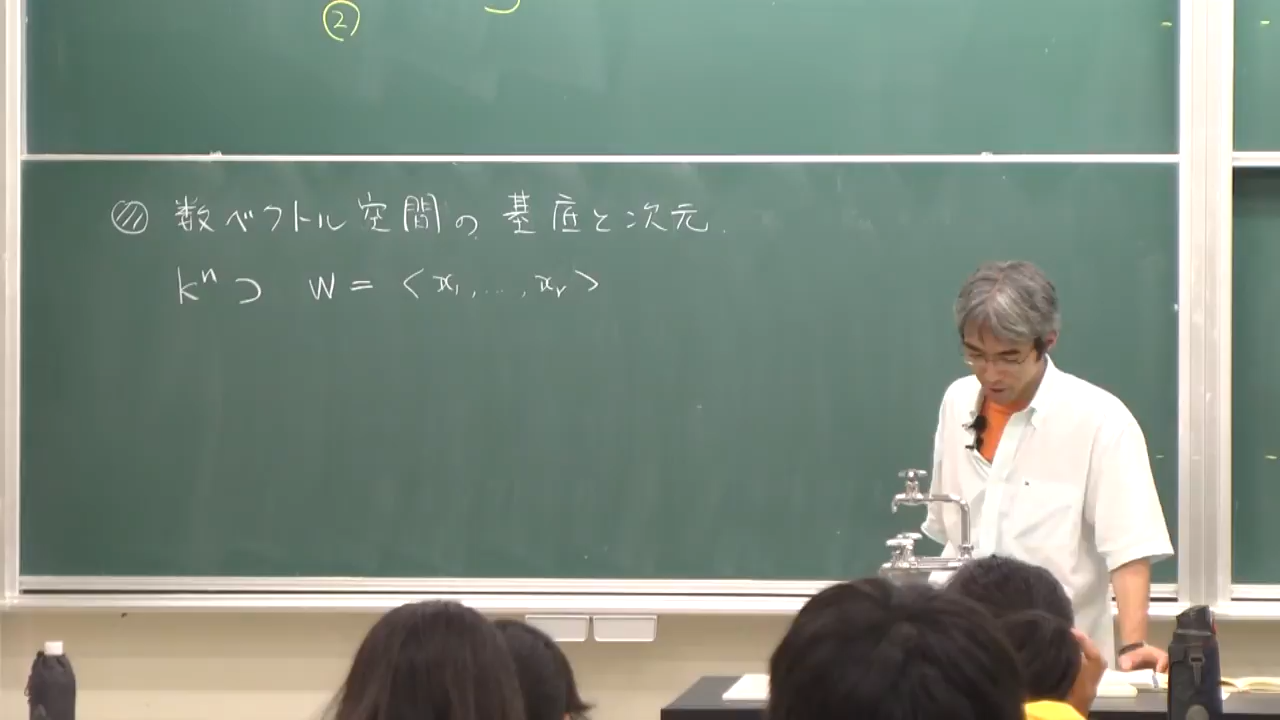 ②
数ベクトル空間の基底と次元.
kⁿ ⊃ W = < x₁, ..., xᵣ >